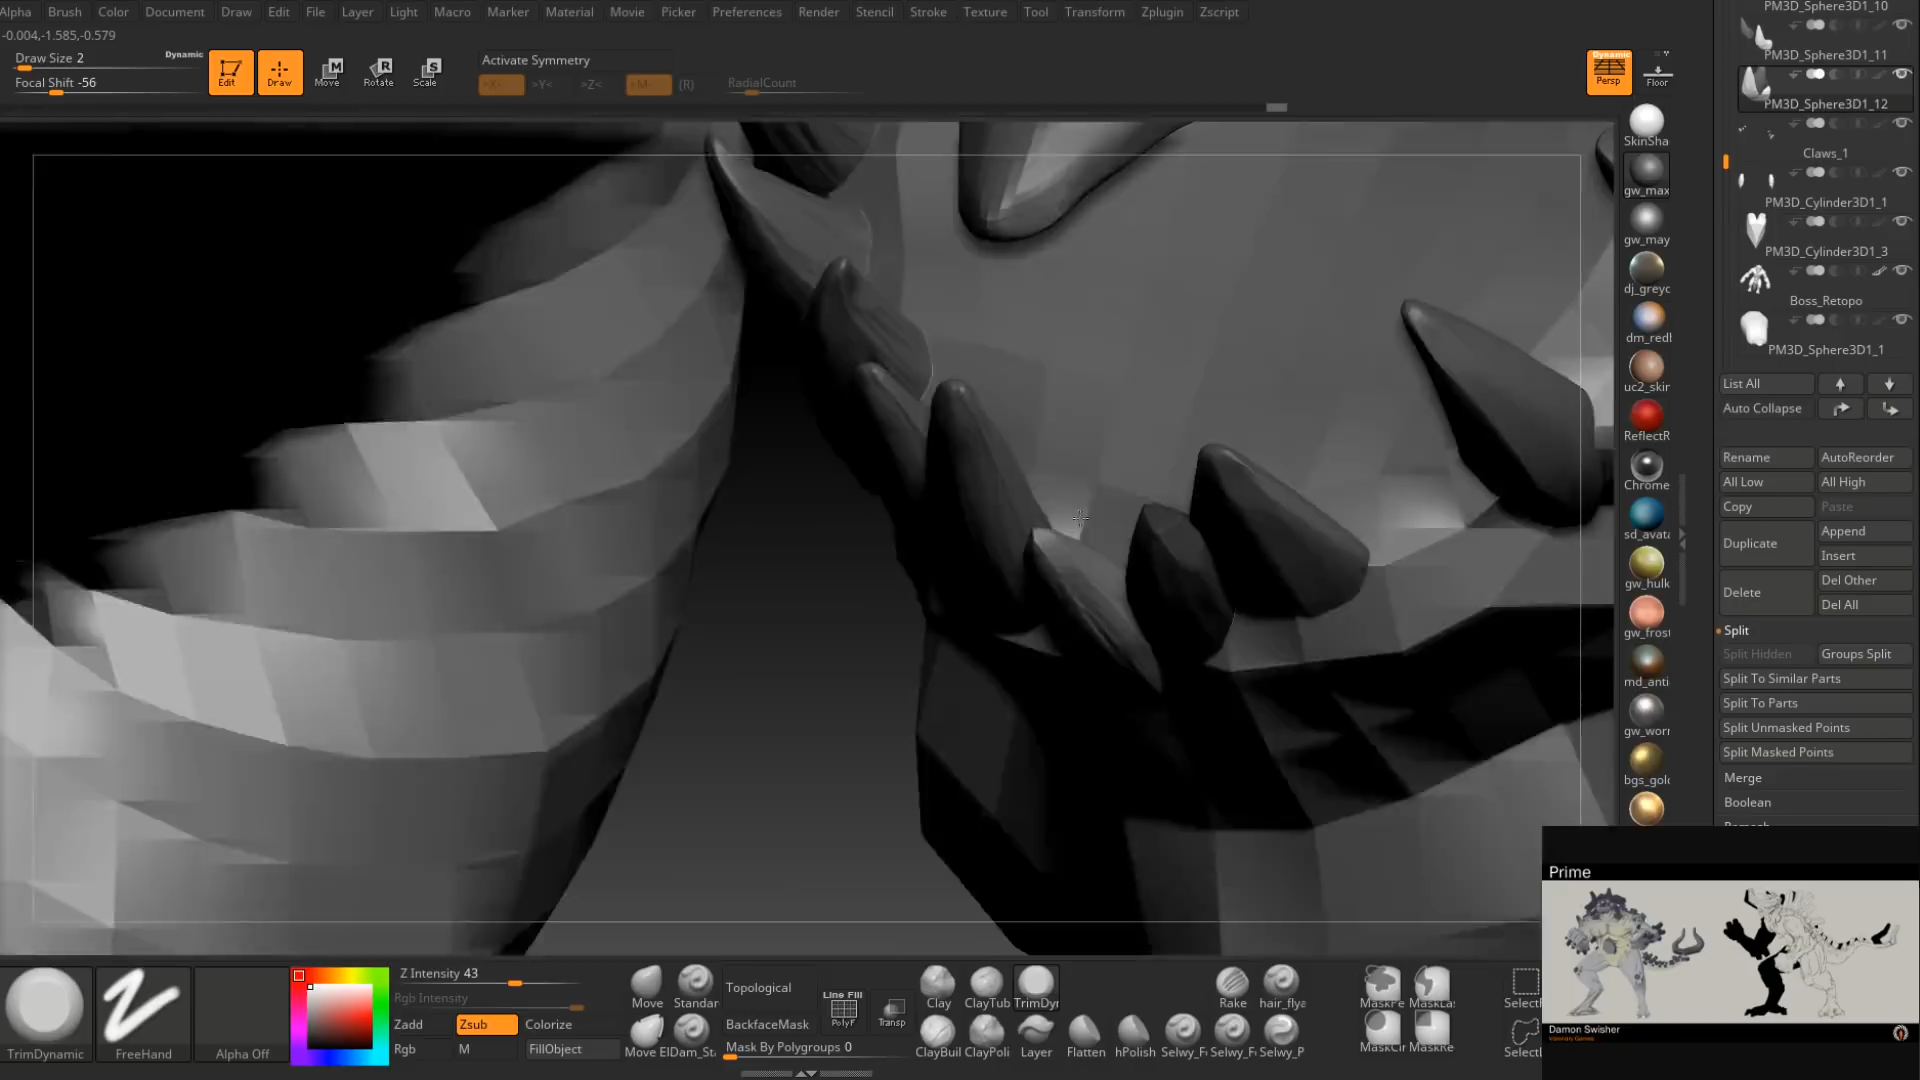 Alpha Brush Color Document Draw Edit File Layer Light Macro Marker Material Movie Picker Preferences Render Stencil Stroke Texture Tool Transform Zplugin Zscript
-0.004,-1.585,-0.579
Draw Size 2
Dynamic
Focal Shift -56
Edit
Draw
M
Move
R
Rotate
S
Scale
Activate Symmetry
>X< >Y< >Z< >M< (R) RadialCount
Dynamic
Persp
Floor
SkinSha
gw_max
gw_may
dj_greyc
dm_redl
uc2_skir
ReflectR
Chrome
sd_avata
gw_hulk
gw_frost
md_anti
gw_worr
bgs_gold
PM3D_Sphere3D1_10
PM3D_Sphere3D1_11
PM3D_Sphere3D1_12
Claws_1
PM3D_Cylinder3D1_1
PM3D_Cylinder3D1_3
Boss_Retopo
PM3D_Sphere3D1_1
List All
Auto Collapse
Rename AutoReorder
All Low All High
Copy Paste
Duplicate Append
Insert
Delete Del Other
Del All
Split
Split Hidden Groups Split
Split To Similar Parts
Split To Parts
Split Unmasked Points
Split Masked Points
Merge
Boolean
Prime
Damon Swisher
TrimDynamic
FreeHand
Alpha Off
Z Intensity 43
Rgb Intensity
Zadd Zsub Colorize
Rgb M FillObject
Move Standar
Move El Dam_St
Topological
BackfaceMask
Mask By Polygroups 0
Line Fill
PolyF
Transp
Clay ClayTub TrimDyr
ClayBuil ClayPoli Layer Flatten hPolish Selwy_F Selwy_F Selwy_P
Rake hair_flya
MaskPe MaskLas
MaskCir MaskRe
Select
Select